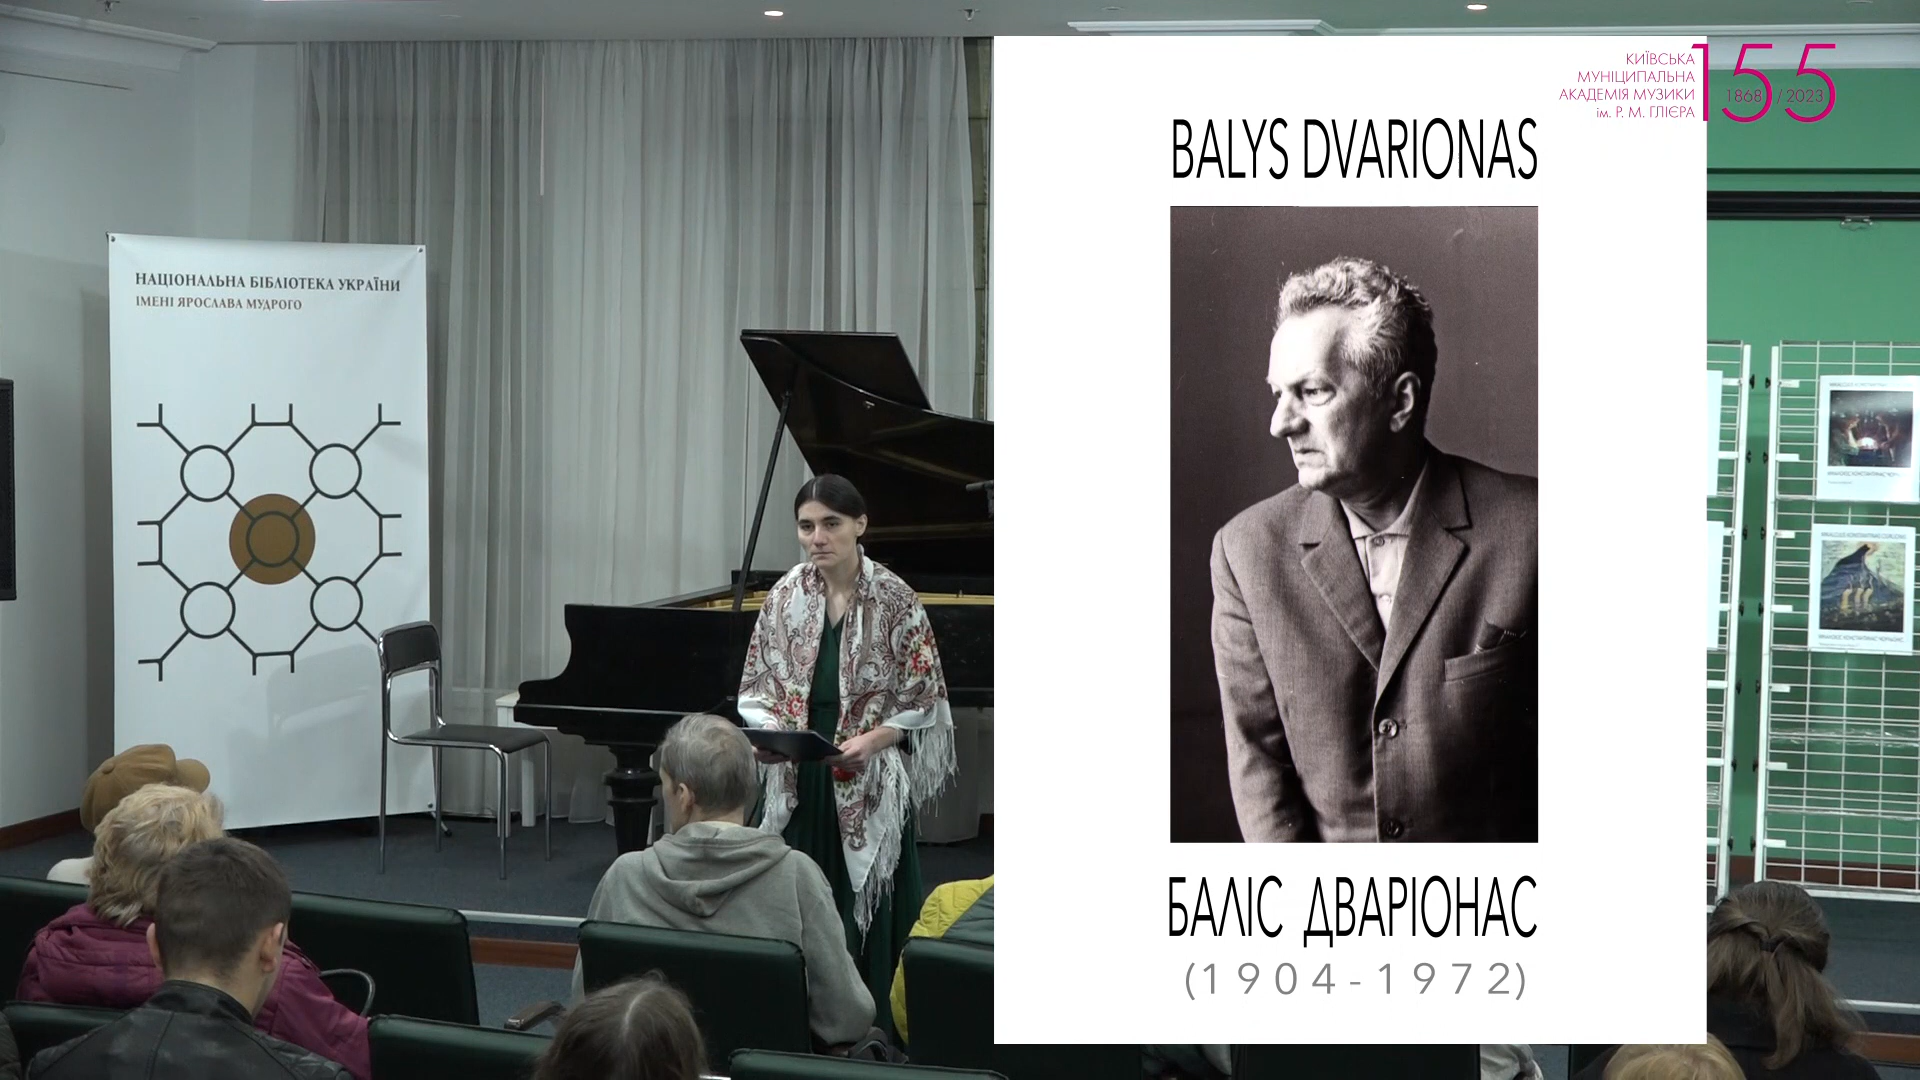 НАЦІОНАЛЬНА БІБЛІОТЕКА УКРАЇНИ
ІМЕНІ ЯРОСЛАВА МУДРОГО
BALYS DVARIONAS
БАЛІС ДВАРІОНАС
(1904-1972)
КИЇВСЬКА
МУНІЦИПАЛЬНА
АКАДЕМІЯ МУЗИКИ
ім. Р. М. ГЛІЄРА
155
1868 / 2023